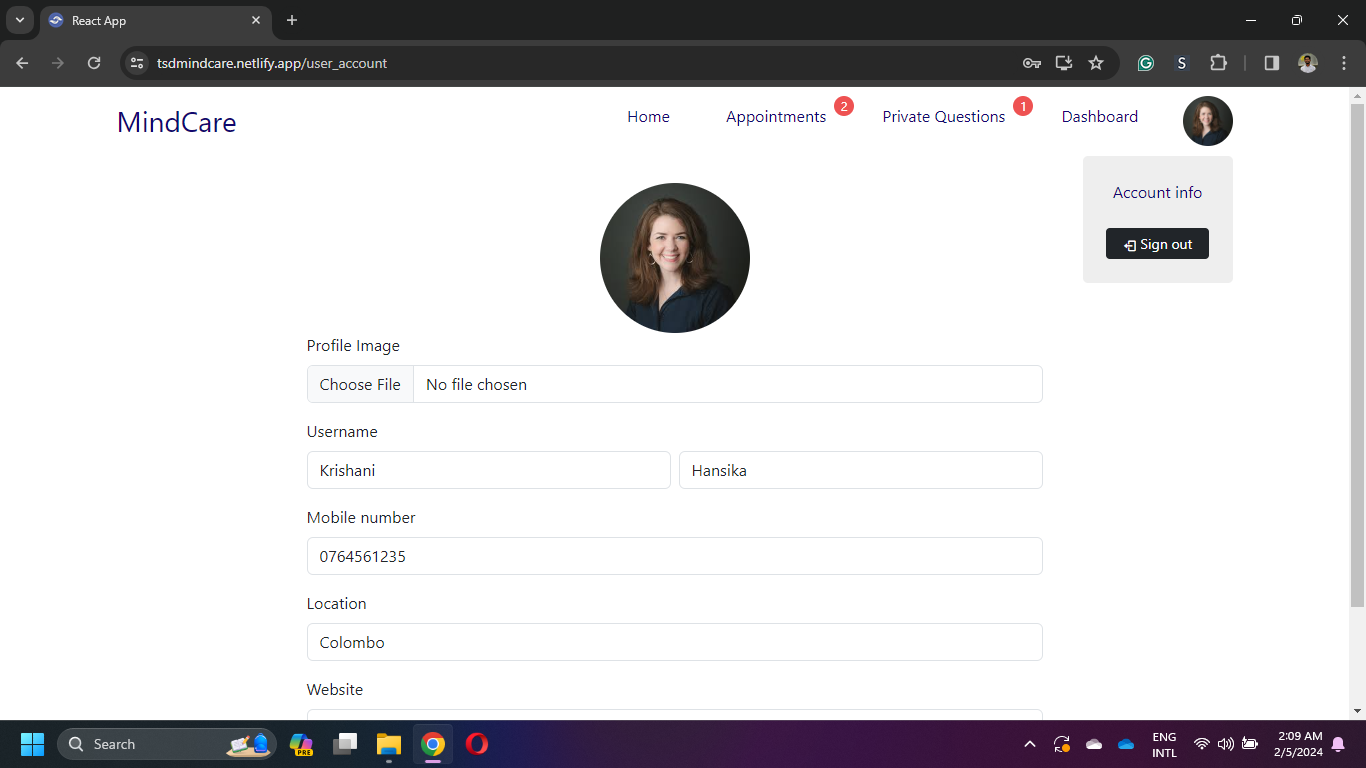 React App
tsdmindcare.netlify.app/user_account
MindCare
Home
Appointments
2
Private Questions
1
Dashboard
Account info
Sign out
Profile Image
Choose File No file chosen
Username
Krishani
Hansika
Mobile number
0764561235
Location
Colombo
Website
Search
PRE
ENG
INTL
2:09 AM
2/5/2024